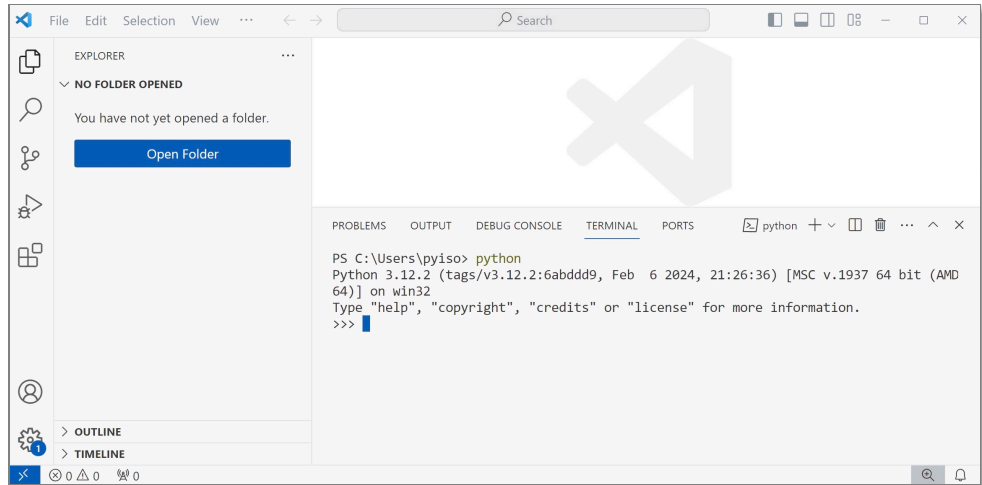 File Edit Selection View ··· Search
EXPLORER ···
NO FOLDER OPENED
You have not yet opened a folder.
Open Folder
PROBLEMS OUTPUT DEBUG CONSOLE TERMINAL PORTS python ···
PS C:\Users\pyiso> python
Python 3.12.2 (tags/v3.12.2:6abddd9, Feb  6 2024, 21:26:36) [MSC v.1937 64 bit (AMD
64)] on win32
Type "help", "copyright", "credits" or "license" for more information.
>>>
OUTLINE
1
TIMELINE
0 0 0